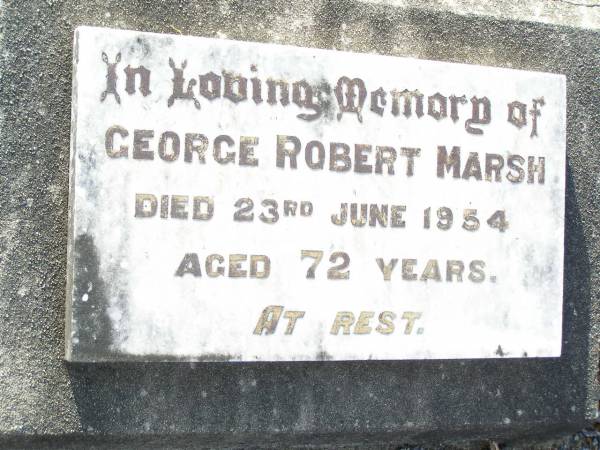 In Loving Memory of
GEORGE ROBERT MARSH
DIED 23RD JUNE 1954
AGED 72 YEARS.
AT REST.